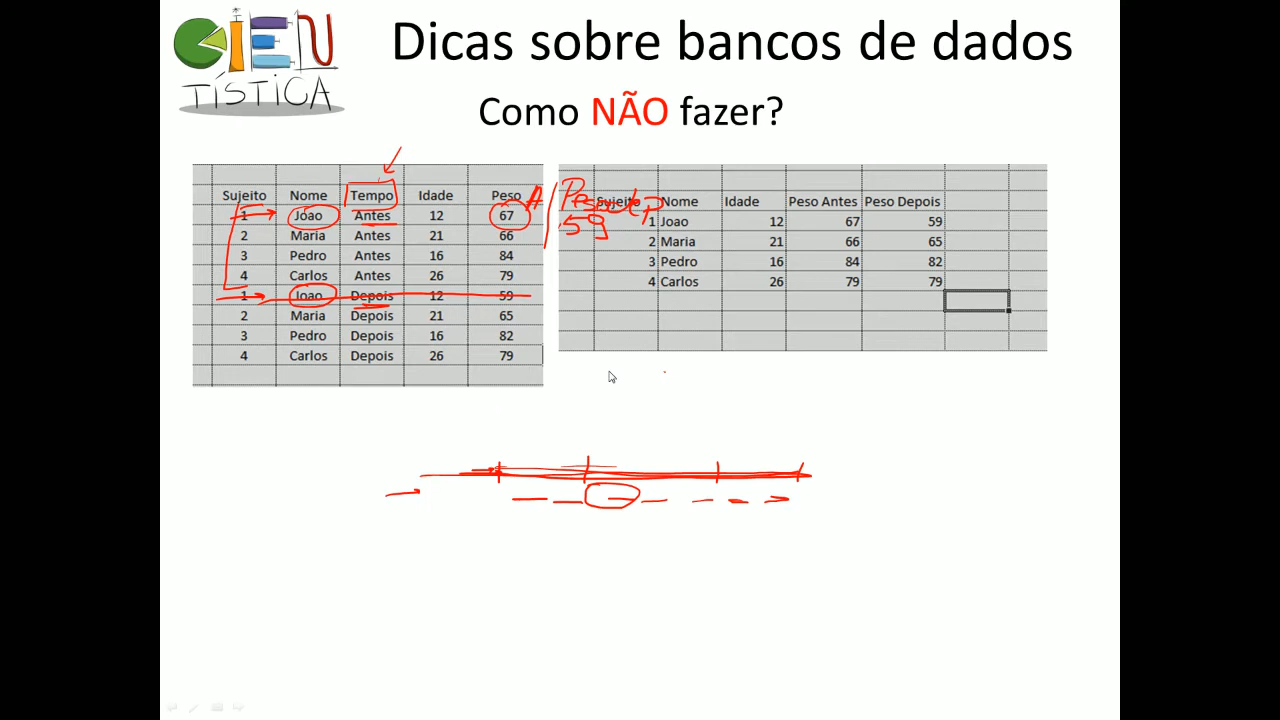 CIEN
TÍSTICA
Dicas sobre bancos de dados
Como NÃO fazer?
Sujeito Nome Tempo Idade Peso A
1 Joao Antes 12 67
2 Maria Antes 21 66
3 Pedro Antes 16 84
4 Carlos Antes 26 79
1 Joao Depois 12 59
2 Maria Depois 21 65
3 Pedro Depois 16 82
4 Carlos Depois 26 79
59
Sujeito Nome Idade Peso Antes Peso Depois
1 Joao 12 67 59
2 Maria 21 66 65
3 Pedro 16 84 82
4 Carlos 26 79 79